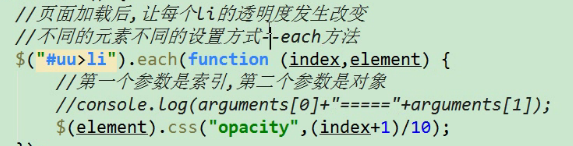 //页面加载后,让每个li的透明度发生改变
//不同的元素不同的设置方式--each方法
$("#uu>li").each(function (index,element) {
//第一个参数是索引,第二个参数是对象
//console.log(arguments[0]+"====="+arguments[1]);
$(element).css("opacity",(index+1)/10);